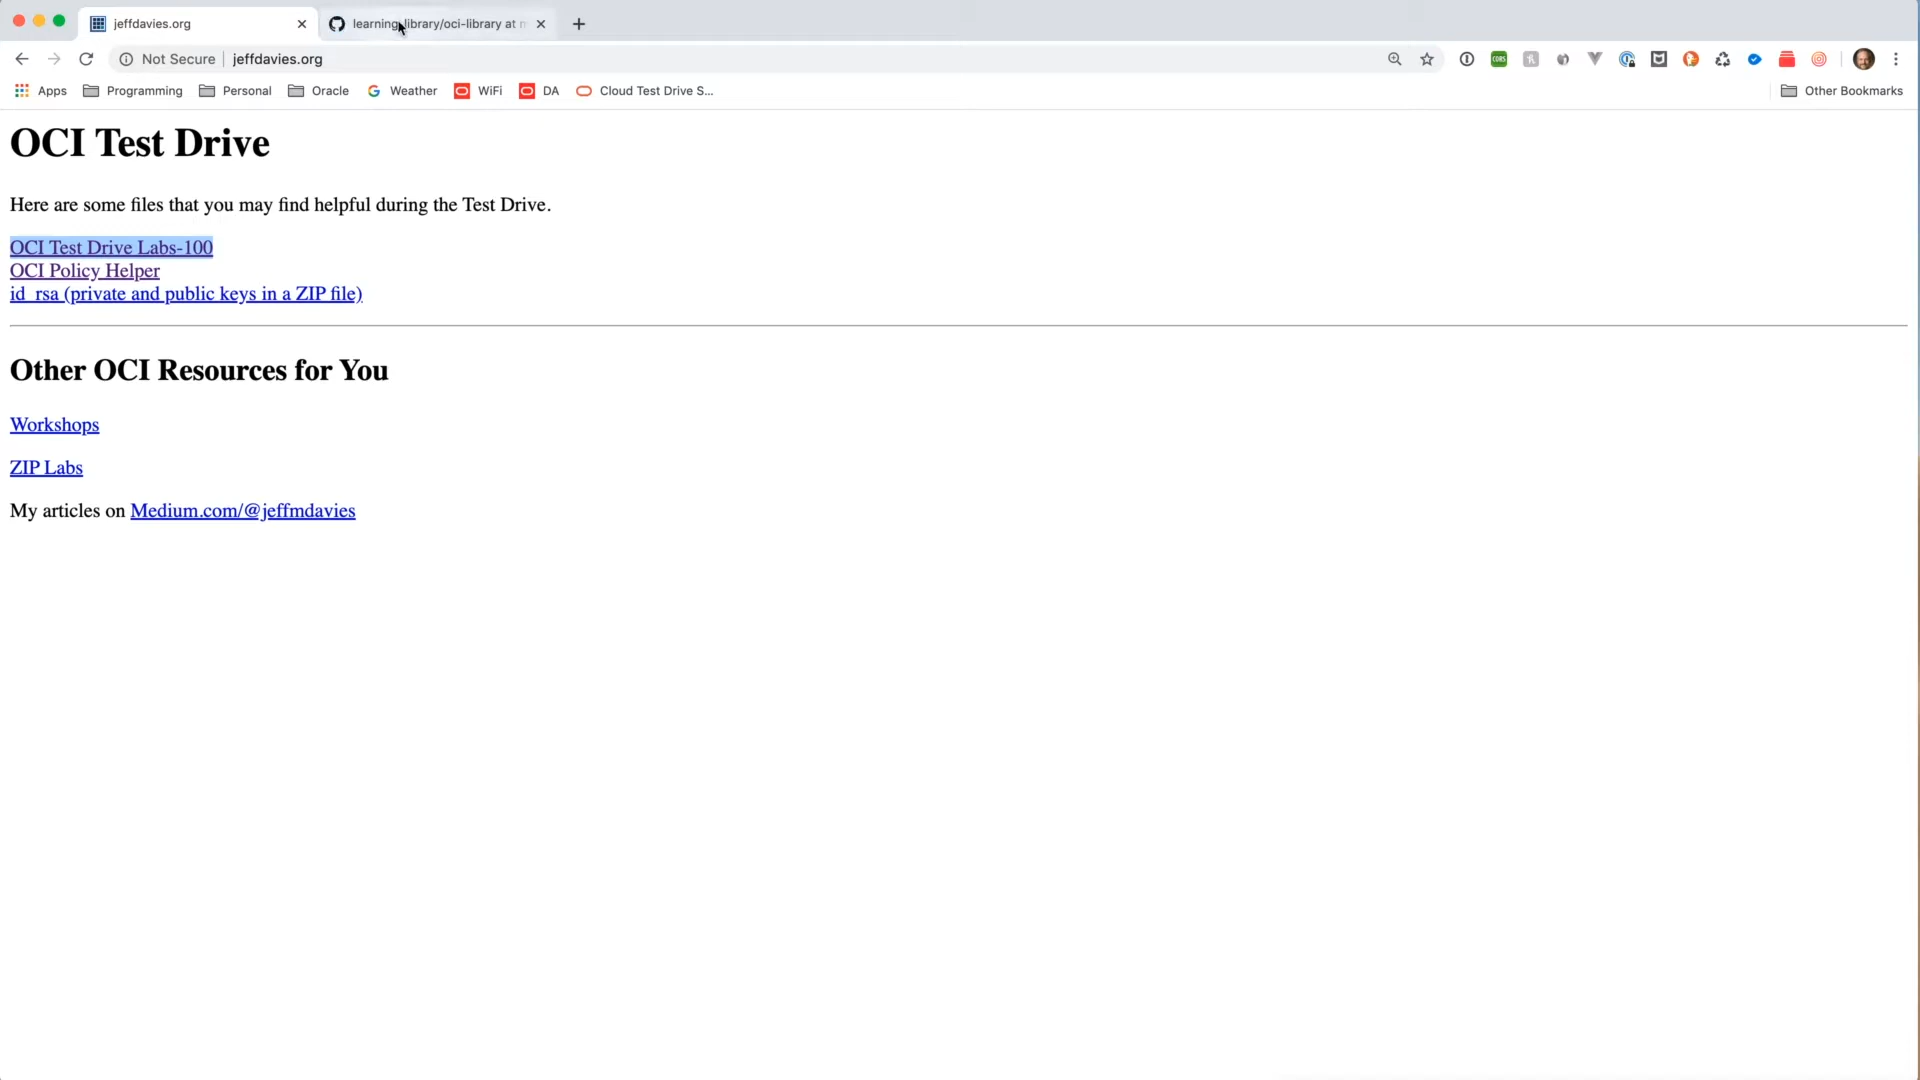 jeffdavies.org
learning-library/oci-library at m
Not Secure | jeffdavies.org
CORS
Apps Programming Personal Oracle Weather WiFi DA Cloud Test Drive S... Other Bookmarks
OCI Test Drive
Here are some files that you may find helpful during the Test Drive.
OCI Test Drive Labs-100
OCI Policy Helper
id_rsa (private and public keys in a ZIP file)
Other OCI Resources for You
Workshops
ZIP Labs
My articles on Medium.com/@jeffmdavies